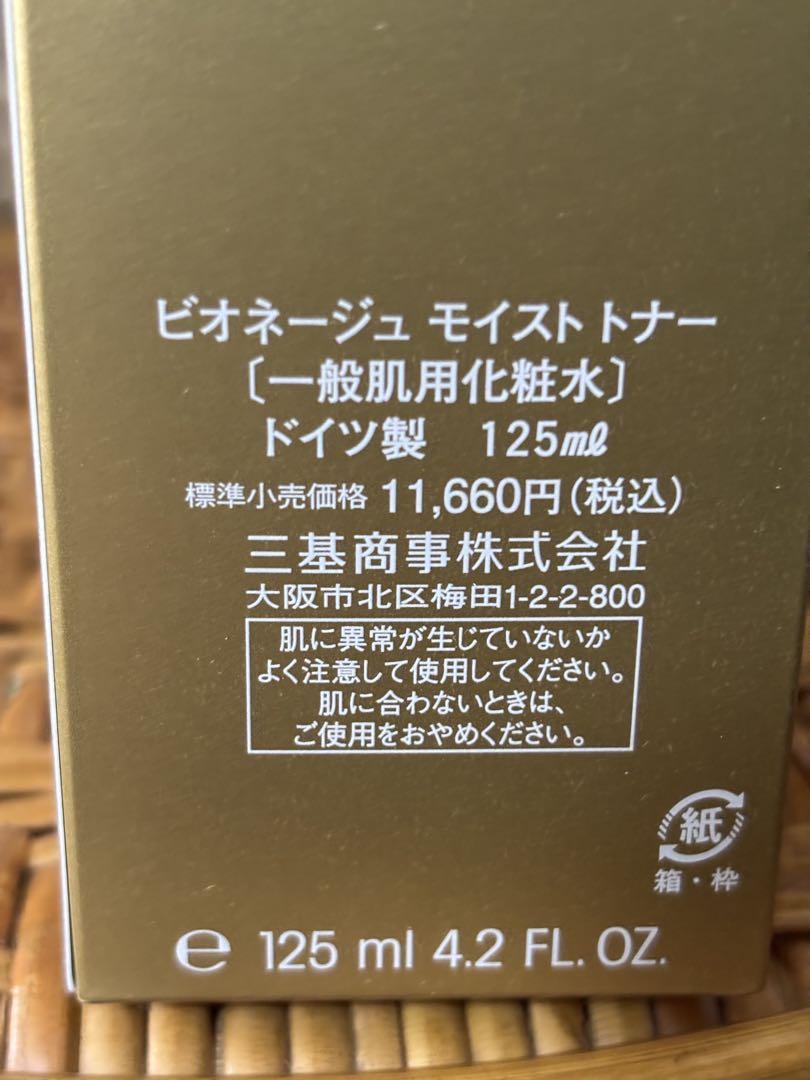 ビオネージュ モイスト トナー
〔一般肌用化粧水〕
ドイツ製 125㎖
標準小売価格 11,660円(税込)
三基商事株式会社
大阪市北区梅田1-2-2-800
肌に異常が生じていないか
よく注意して使用してください。
肌に合わないときは、
ご使用をおやめください。
紙
箱・枠
℮ 125 ml 4.2 FL. OZ.